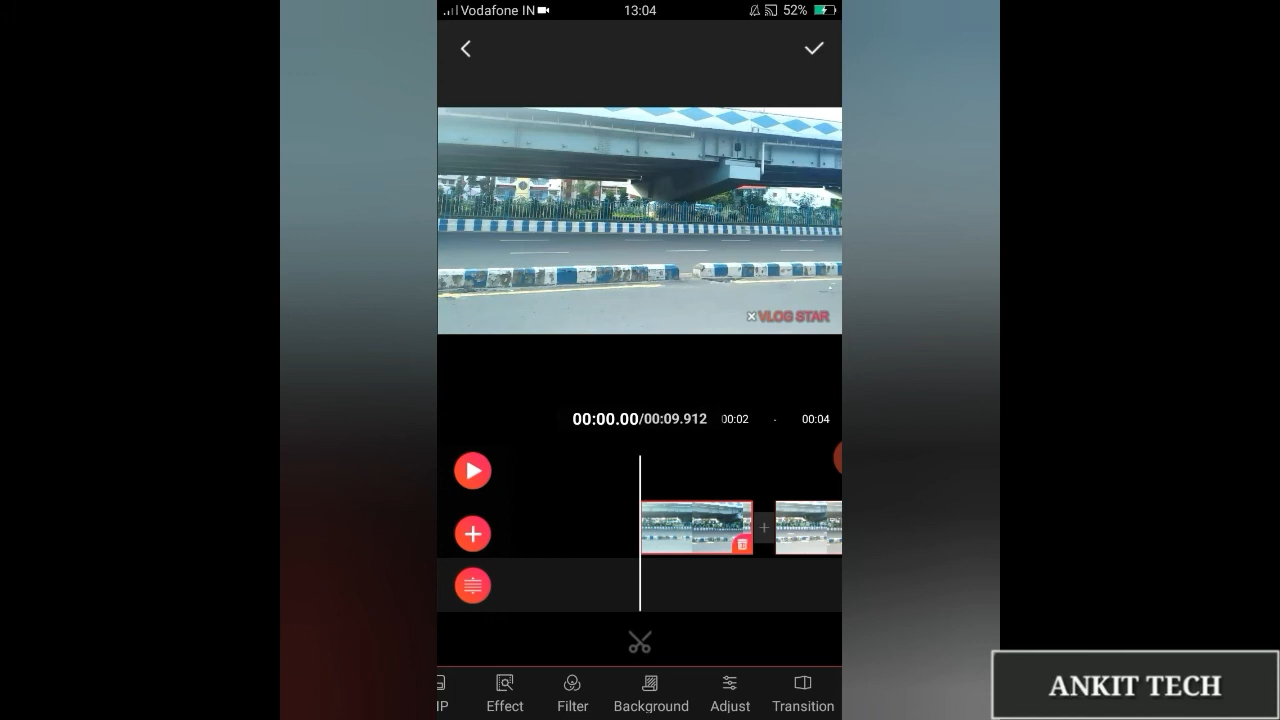 Vodafone IN 13:04 52%
VLOG STAR
00:00.00/00:09.912 00:02 00:04
IP Effect Filter Background Adjust Transition
ANKIT TECH